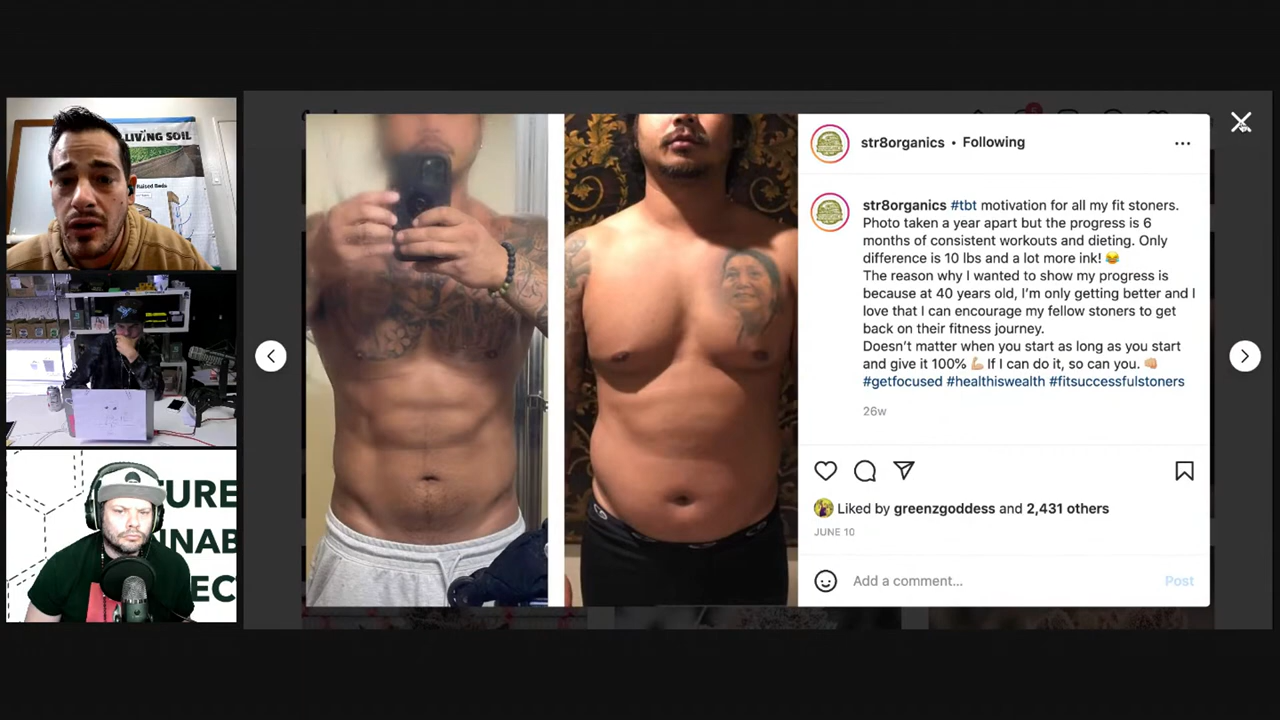 LIVING SOIL
Raised Beds
TURE
NNAB
ECT
str8organics • Following
str8organics #tbt motivation for all my fit stoners.
Photo taken a year apart but the progress is 6
months of consistent workouts and dieting. Only
difference is 10 lbs and a lot more ink! 😂
The reason why I wanted to show my progress is
because at 40 years old, I'm only getting better and I
love that I can encourage my fellow stoners to get
back on their fitness journey.
Doesn't matter when you start as long as you start
and give it 100% 💪🏼 If I can do it, so can you. 👊🏼
#getfocused #healthiswealth #fitsuccessfulstoners
26w
Liked by greenzgoddess and 2,431 others
JUNE 10
Add a comment...
Post